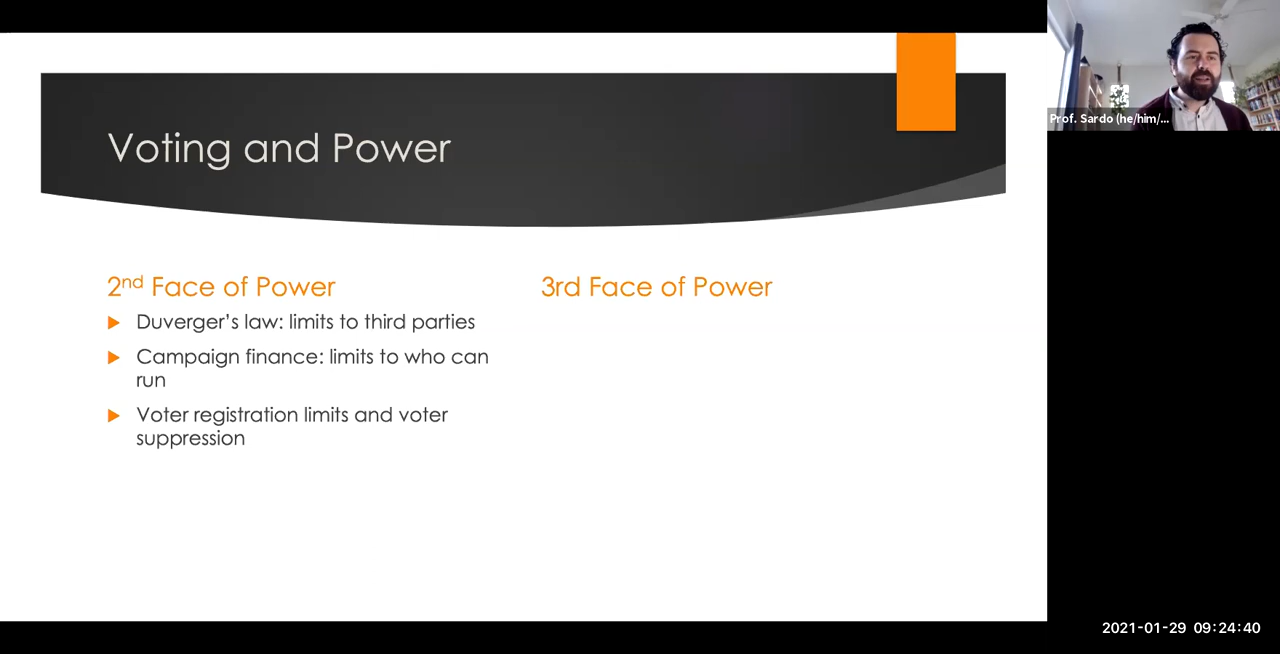 Voting and Power
2nd Face of Power
Duverger's law: limits to third parties
Campaign finance: limits to who can
run
Voter registration limits and voter
suppression
3rd Face of Power
Prof. Sardo (he/him/...
2021-01-29 09:24:40